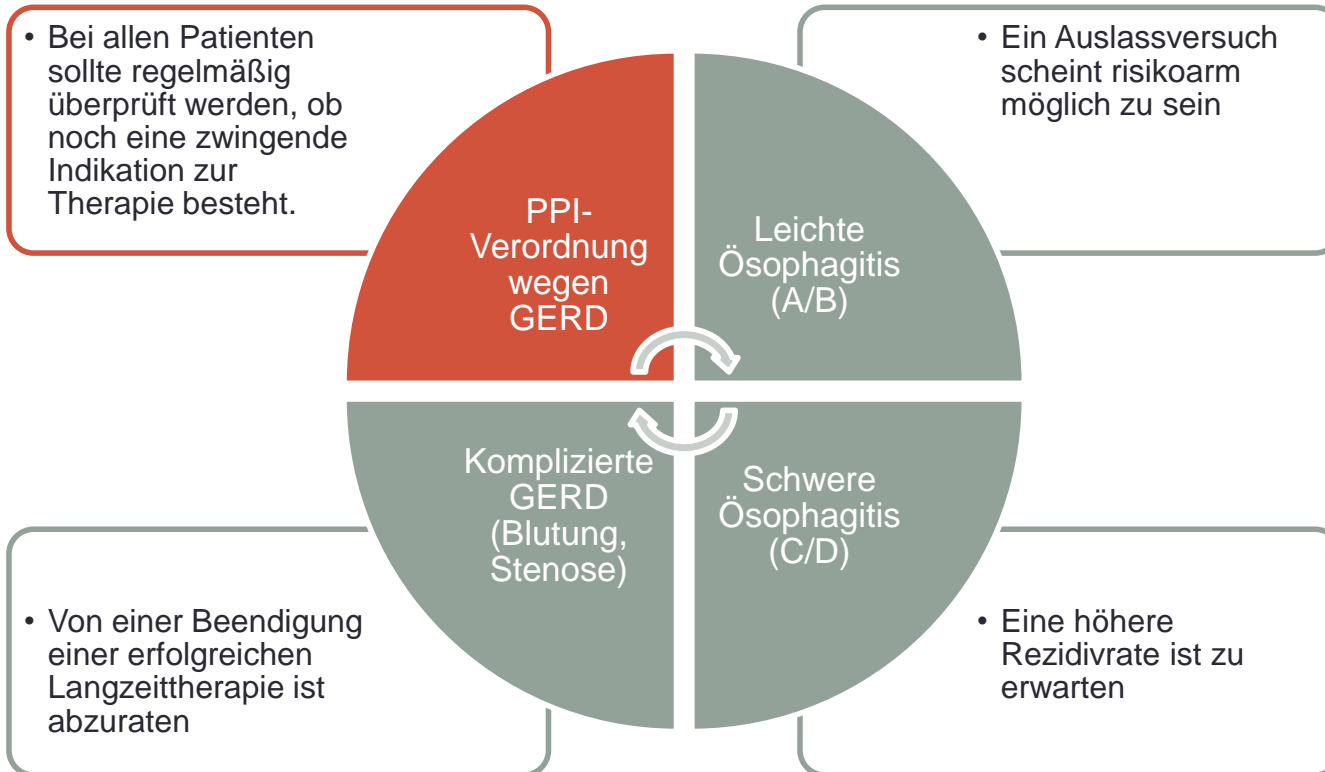 • Bei allen Patienten
sollte regelmäßig
überprüft werden, ob
noch eine zwingende
Indikation zur
Therapie besteht.
• Ein Auslassversuch
scheint risikoarm
möglich zu sein
PPI-
Verordnung
wegen
GERD
Leichte
Ösophagitis
(A/B)
Komplizierte
GERD
(Blutung,
Stenose)
Schwere
Ösophagitis
(C/D)
• Von einer Beendigung
einer erfolgreichen
Langzeittherapie ist
abzuraten
• Eine höhere
Rezidivrate ist zu
erwarten